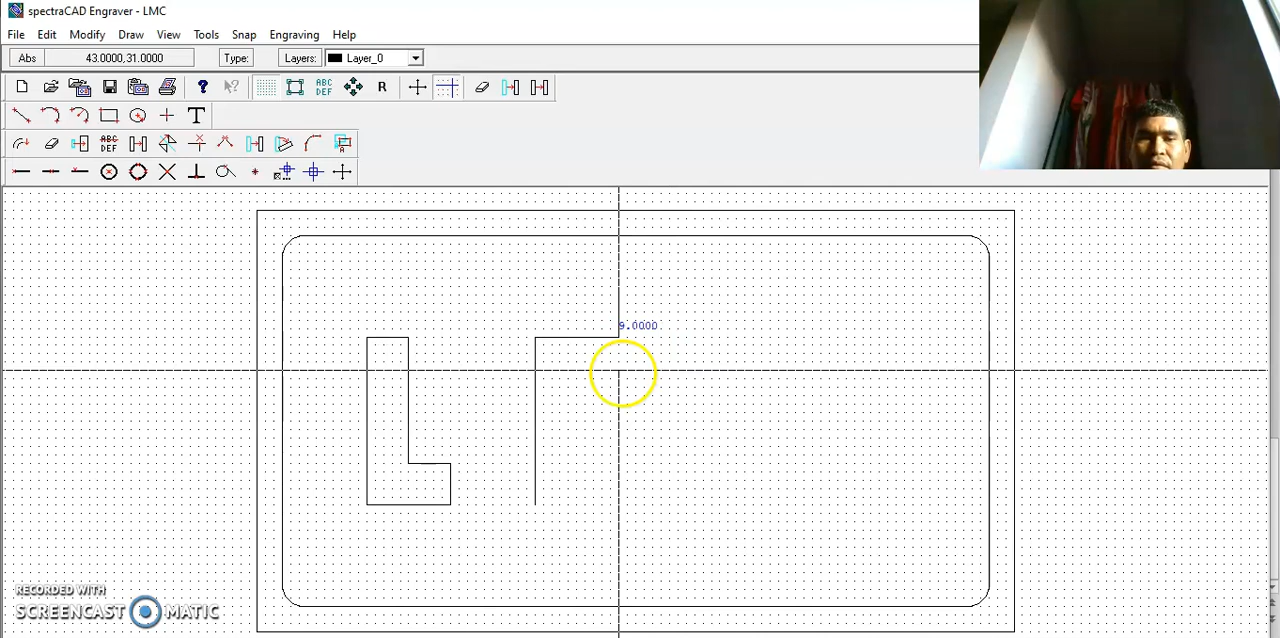 spectraCAD Engraver - LMC
File Edit Modify Draw View Tools Snap Engraving Help
Abs 43.0000,31.0000 Type: Layers: Layer_0
ABC
DEF
R
T
ABC
DEF
A
9.0000
RECORDED WITH
SCREENCAST MATIC